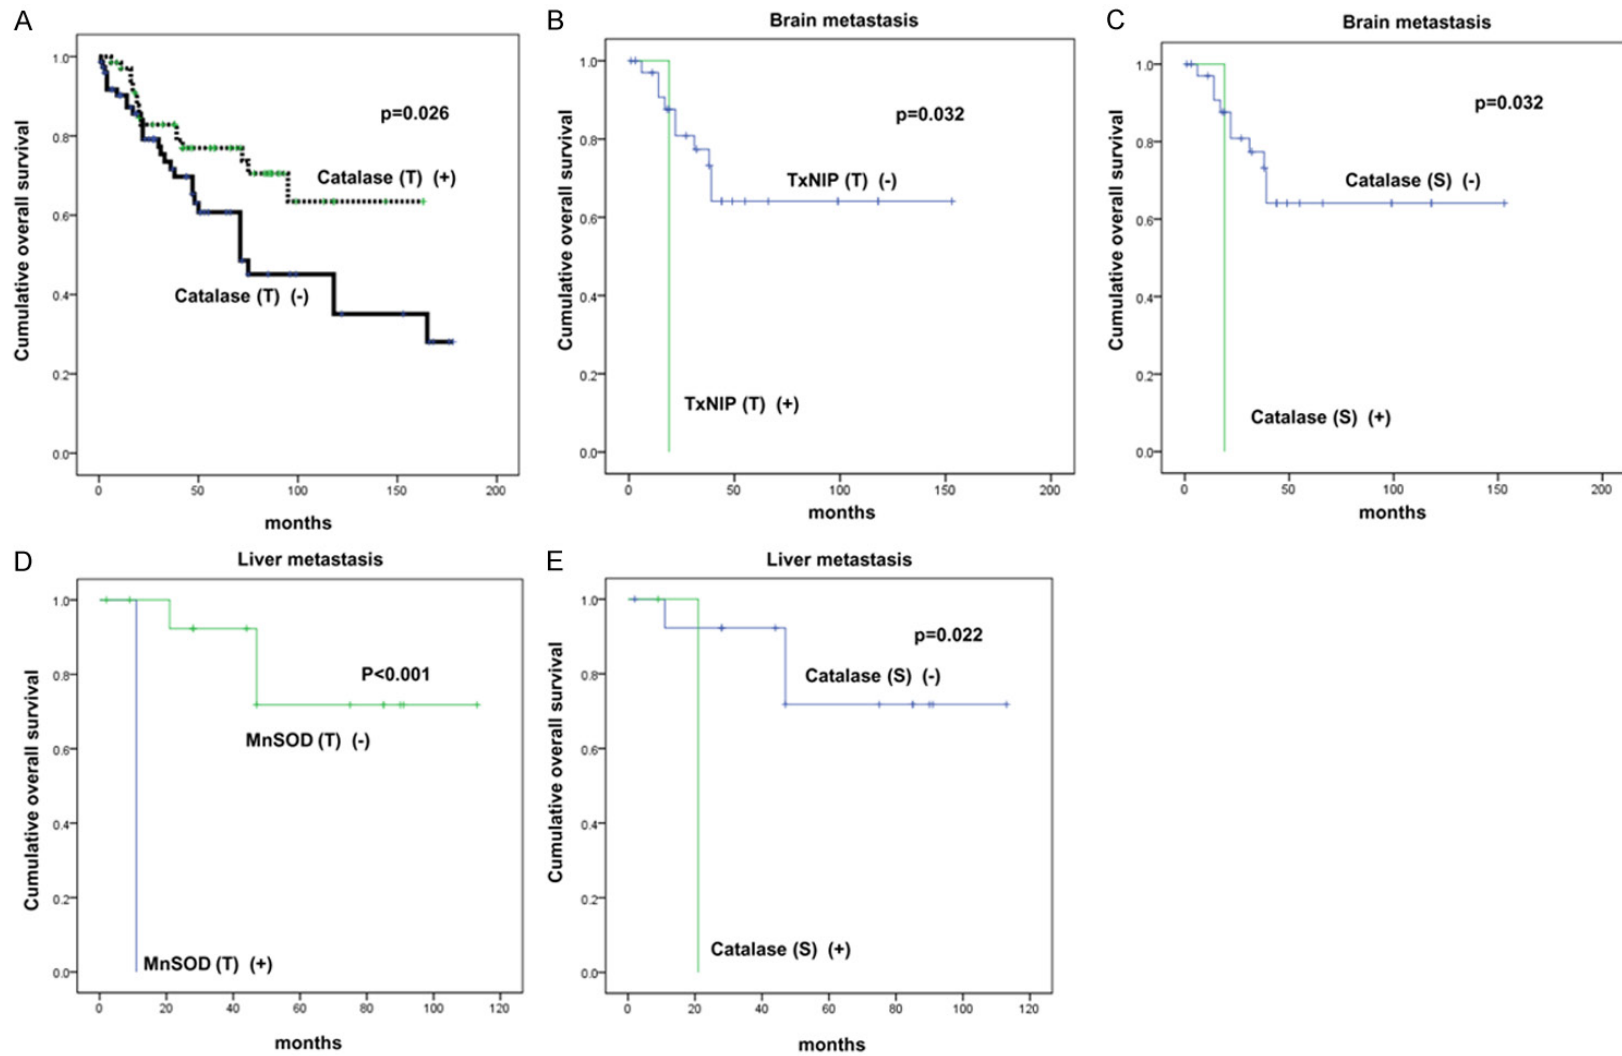 A
Cumulative overall survival
1.0
0.8
0.6
0.4
0.2
0.0
p=0.026
Catalase (T) (+)
Catalase (T) (-)
0 50 100 150 200
months
B
Brain metastasis
Cumulative overall survival
1.0
0.8
0.6
0.4
0.2
0.0
p=0.032
TxNIP (T) (-)
TxNIP (T) (+)
0 50 100 150 200
months
C
Brain metastasis
Cumulative overall survival
1.0
0.8
0.6
0.4
0.2
0.0
p=0.032
Catalase (S) (-)
Catalase (S) (+)
0 50 100 150 200
months
D
Liver metastasis
Cumulative overall survival
1.0
0.8
0.6
0.4
0.2
0.0
P<0.001
MnSOD (T) (-)
MnSOD (T) (+)
0 20 40 60 80 100 120
months
E
Liver metastasis
Cumulative overall survival
1.0
0.8
0.6
0.4
0.2
0.0
p=0.022
Catalase (S) (-)
Catalase (S) (+)
0 20 40 60 80 100 120
months